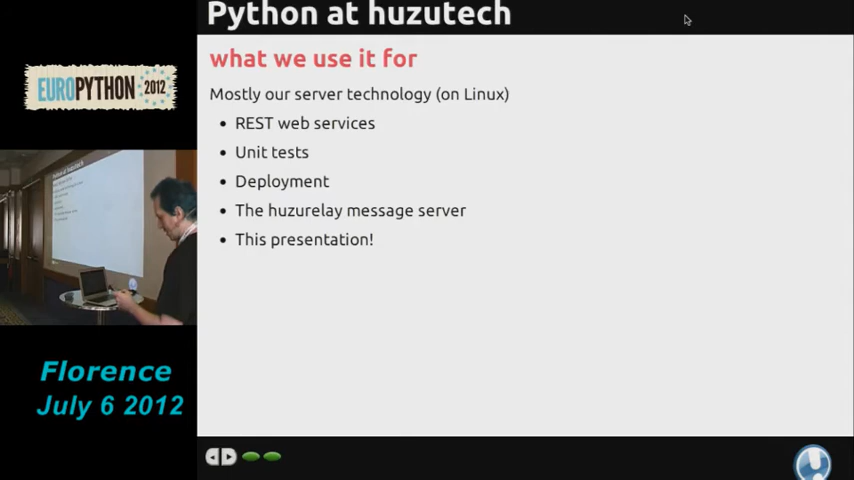 Python at huzutech
what we use it for
Mostly our server technology (on Linux)
REST web services
Unit tests
Deployment
The huzurelay message server
This presentation!
EUROPYTHON 2012
Florence
July 6 2012